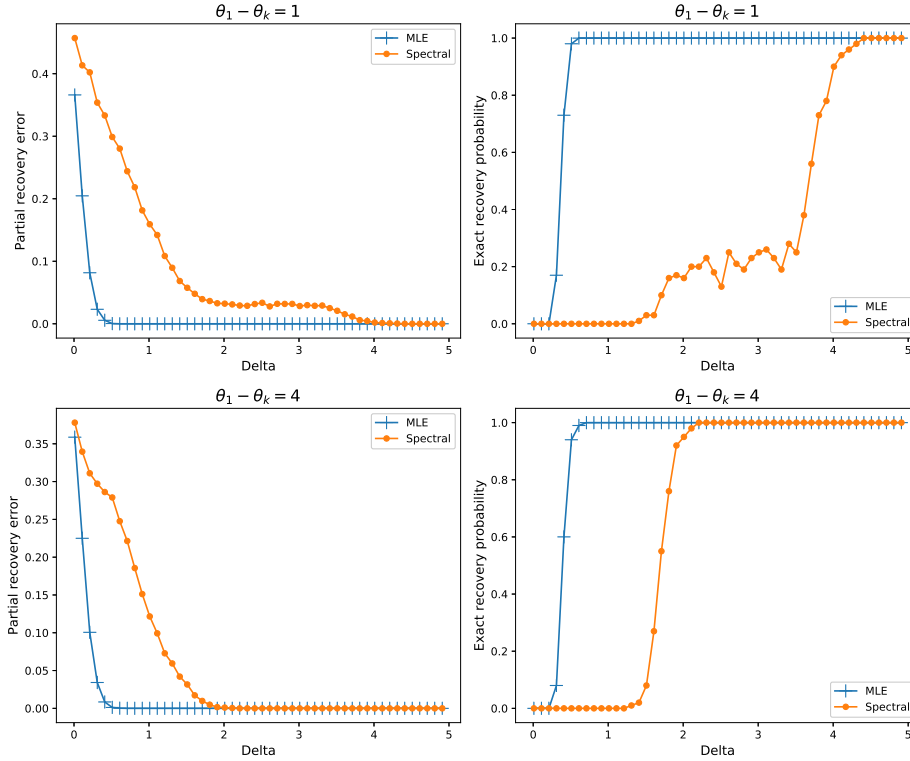 θ₁ − θₖ = 1
Partial recovery error
0.4
0.3
0.2
0.1
0.0
MLE
Spectral
0 1 2 3 4 5
Delta
θ₁ − θₖ = 1
Exact recovery probability
1.0
0.8
0.6
0.4
0.2
0.0
MLE
Spectral
0 1 2 3 4 5
Delta
θ₁ − θₖ = 4
Partial recovery error
0.35
0.30
0.25
0.20
0.15
0.10
0.05
0.00
MLE
Spectral
0 1 2 3 4 5
Delta
θ₁ − θₖ = 4
Exact recovery probability
1.0
0.8
0.6
0.4
0.2
0.0
MLE
Spectral
0 1 2 3 4 5
Delta